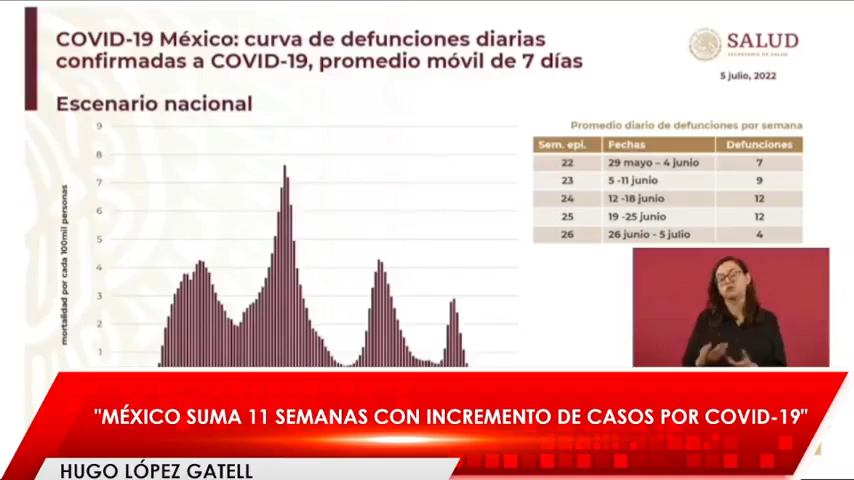 COVID-19 México: curva de defunciones diarias
confirmadas a COVID-19, promedio móvil de 7 días
SALUD
SECRETARÍA DE SALUD
5 julio, 2022
Escenario nacional
mortalidad por cada 100mil personas
9
8
7
6
5
4
3
2
1
Promedio diario de defunciones por semana
Sem. epi. Fechas Defunciones
22 29 mayo – 4 junio 7
23 5 -11 junio 9
24 12 -18 junio 12
25 19 -25 junio 12
26 26 junio - 5 julio 4
"MÉXICO SUMA 11 SEMANAS CON INCREMENTO DE CASOS POR COVID-19"
HUGO LÓPEZ GATELL